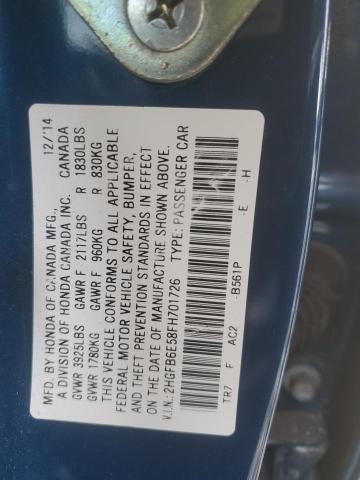 MFD. BY HONDA OF CANADA MFG., 12/'14
A DIVISION OF HONDA CANADA INC. CANADA
GVWR 3925LBS GAWR F 2117LBS R 1830LBS
GVWR 1780KG GAWR F 960KG R 830KG
THIS VEHICLE CONFORMS TO ALL APPLICABLE
FEDERAL MOTOR VEHICLE SAFETY, BUMPER,
AND THEFT PREVENTION STANDARDS IN EFFECT
ON THE DATE OF MANUFACTURE SHOWN ABOVE.
V.I.N.: 2HGFB6E58FH701726 TYPE: PASSENGER CAR
TR7 F AC2 -B561P -E -H